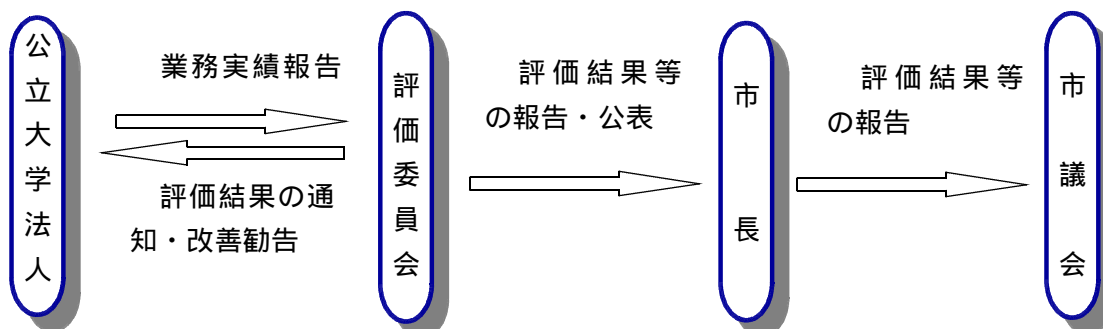 公立大学法人
業務実績報告
評価結果の通
知・改善勧告
評価委員会
評価結果等
の報告・公表
市長
評価結果等
の報告
市議会